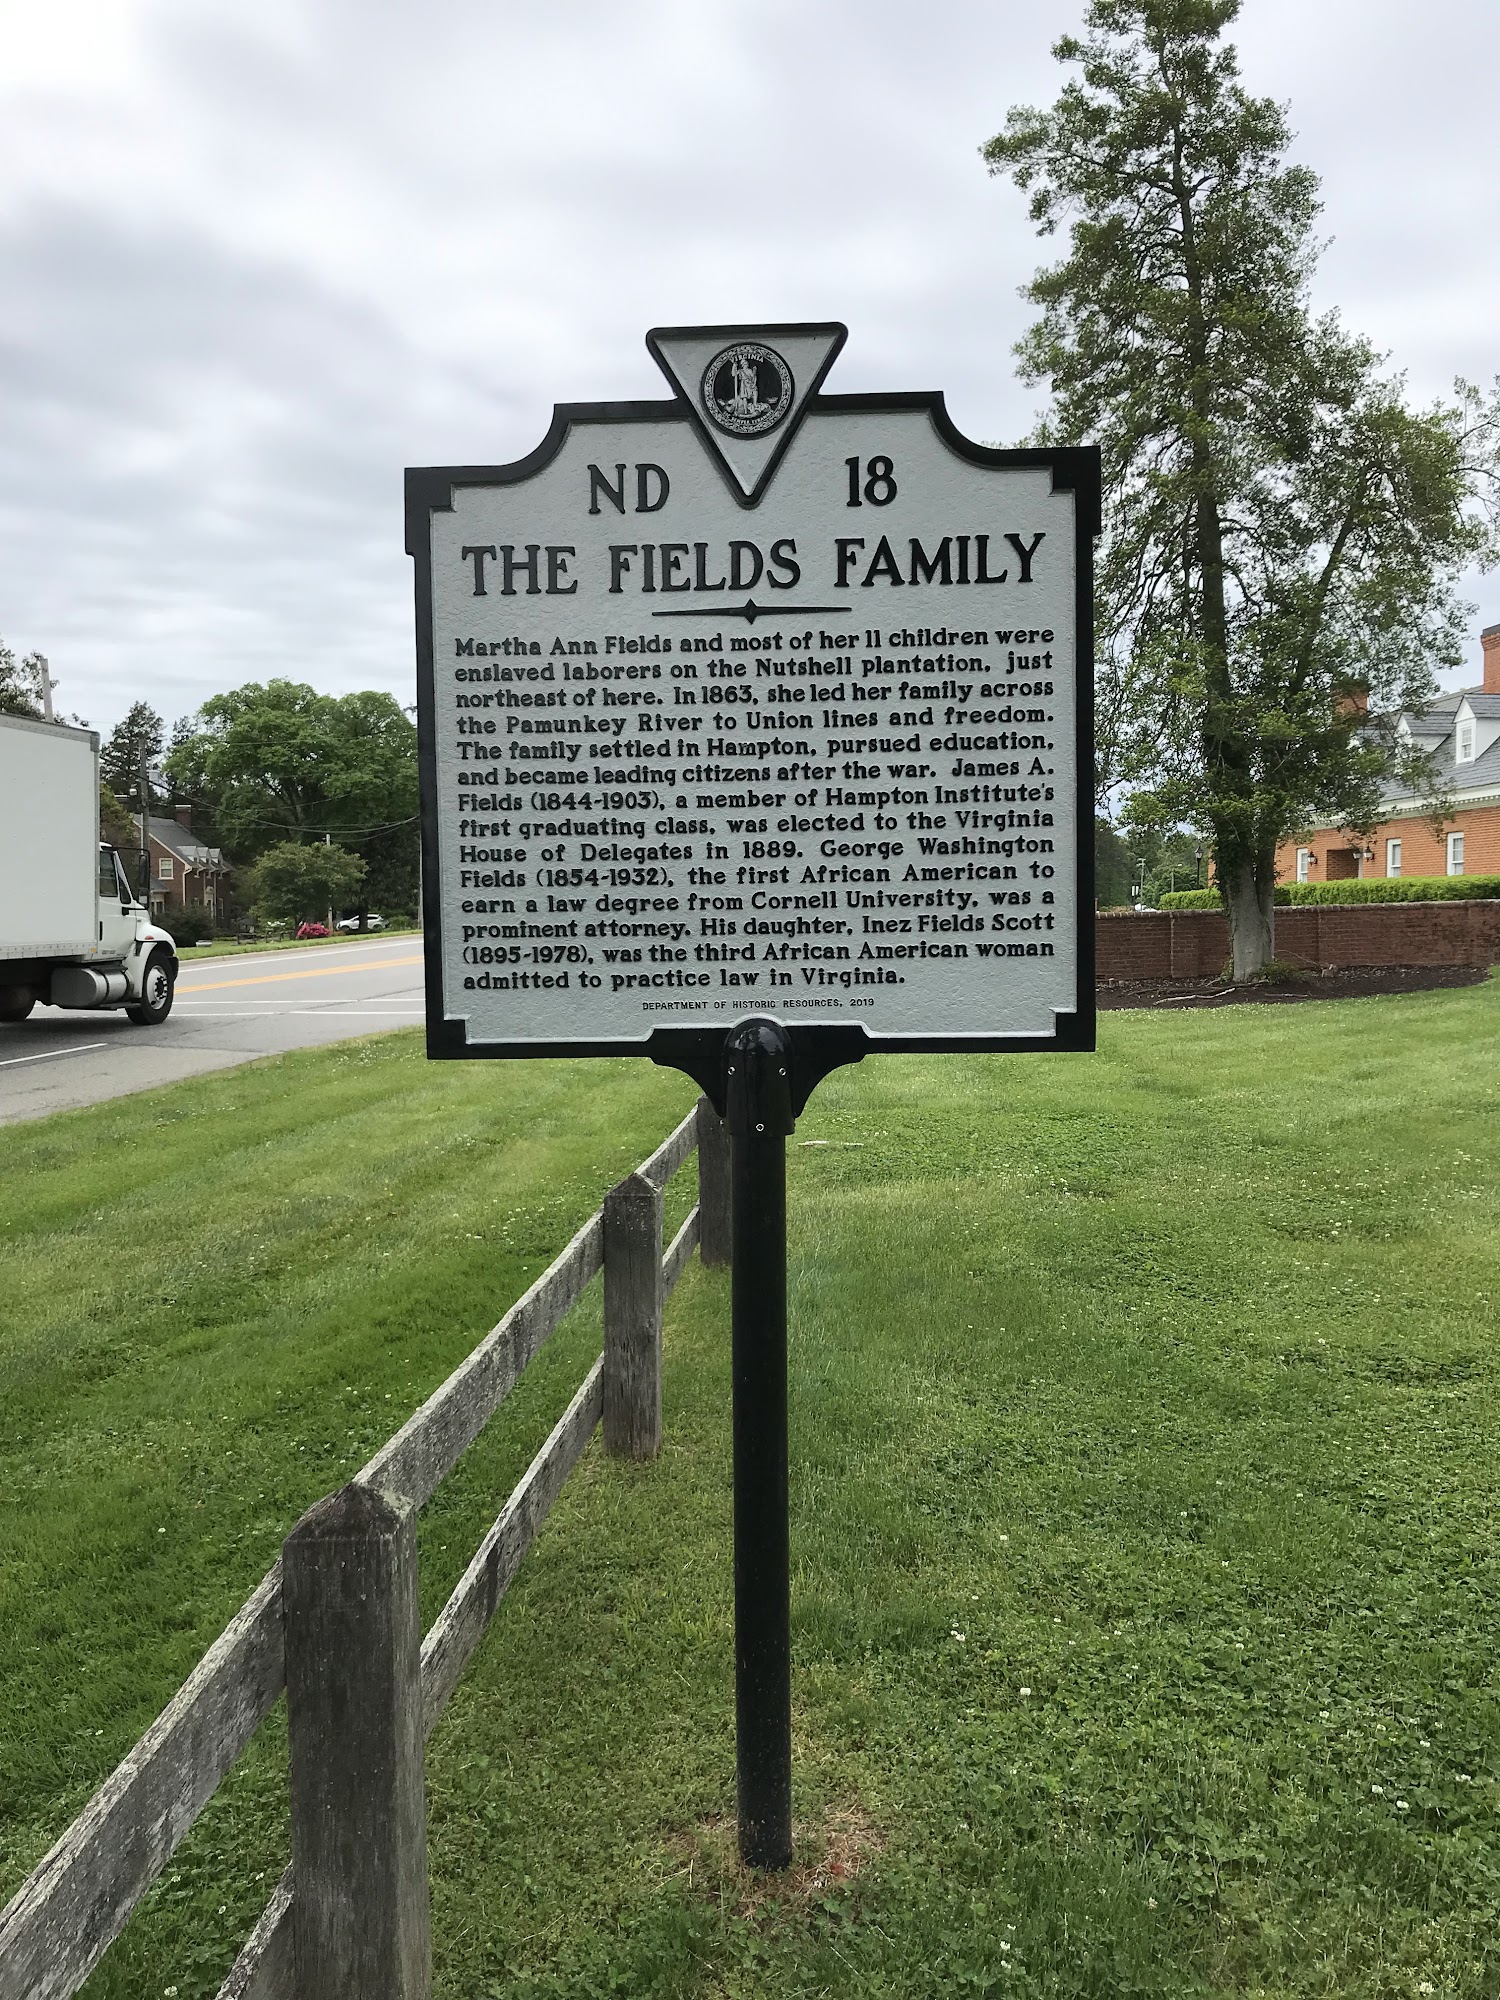 VIRGINIA
ND 18
THE FIELDS FAMILY
Martha Ann Fields and most of her 11 children were
enslaved laborers on the Nutshell plantation, just
northeast of here. In 1863, she led her family across
the Pamunkey River to Union lines and freedom.
The family settled in Hampton, pursued education,
and became leading citizens after the war. James A.
Fields (1844-1903), a member of Hampton Institute's
first graduating class, was elected to the Virginia
House of Delegates in 1889. George Washington
Fields (1854-1932), the first African American to
earn a law degree from Cornell University, was a
prominent attorney. His daughter, Inez Fields Scott
(1895-1978), was the third African American woman
admitted to practice law in Virginia.
DEPARTMENT OF HISTORIC RESOURCES, 2019